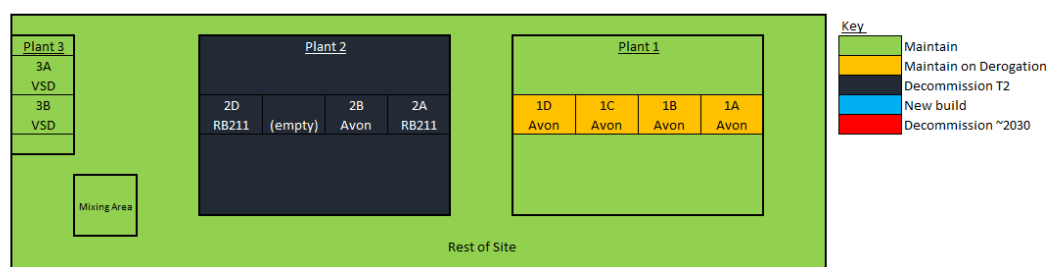 Plant 3
3A
VSD
3B
VSD
Mixing Area
Plant 2
2D 2B 2A
RB211 (empty) Avon RB211
Plant 1
1D 1C 1B 1A
Avon Avon Avon Avon
Rest of Site
Key
Maintain
Maintain on Derogation
Decommission T2
New build
Decommission ~2030